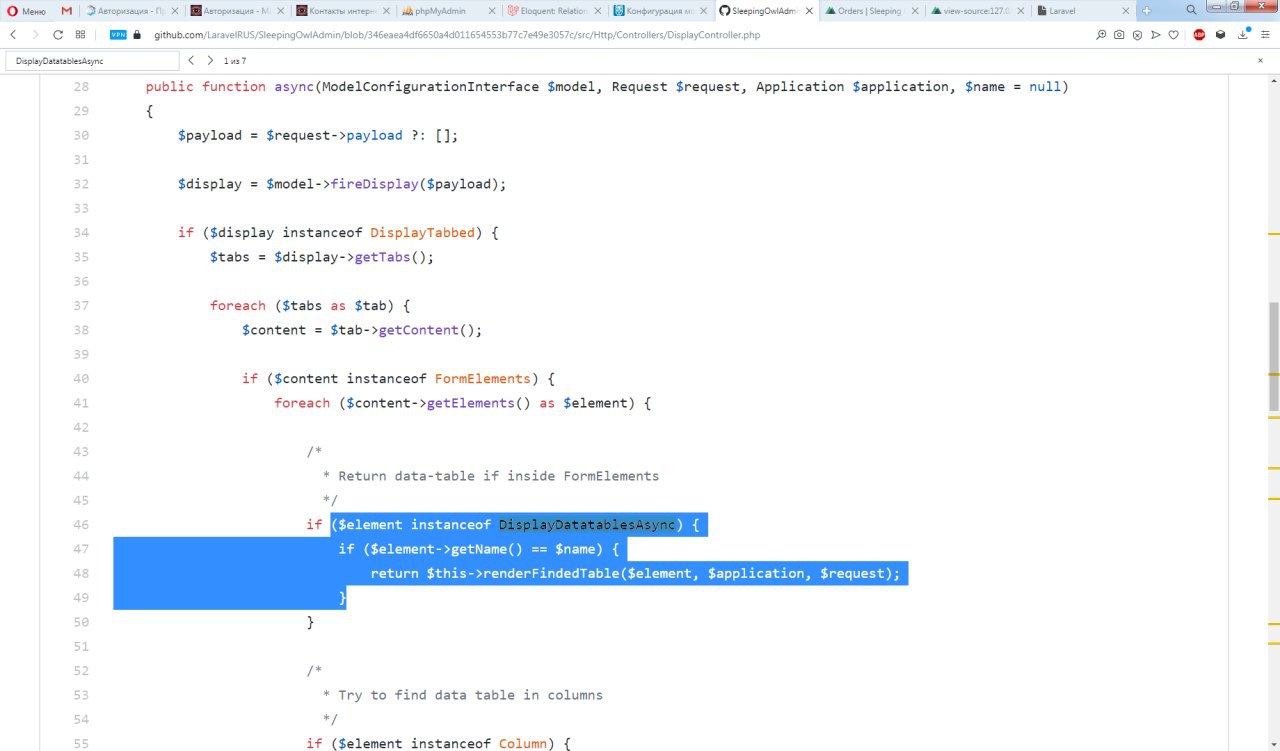 Меню
Авторизация - П
Авторизация - М
Контакты интерн
phpMyAdmin
Eloquent: Relation
Конфигурация мо
SleepingOwlAdmi
Orders | Sleeping
view-source:127.0
Laravel
VPN github.com/LaravelRUS/SleepingOwlAdmin/blob/346eaea4df6650a4d011654553b77c7e49e3057c/src/Http/Controllers/DisplayController.php
ABP
DisplayDatatablesAsync 1 из 7
28 public function async(ModelConfigurationInterface $model, Request $request, Application $application, $name = null)
29 {
30 $payload = $request->payload ?: [];
31
32 $display = $model->fireDisplay($payload);
33
34 if ($display instanceof DisplayTabbed) {
35 $tabs = $display->getTabs();
36
37 foreach ($tabs as $tab) {
38 $content = $tab->getContent();
39
40 if ($content instanceof FormElements) {
41 foreach ($content->getElements() as $element) {
42
43 /*
44 * Return data-table if inside FormElements
45 */
46 if ($element instanceof DisplayDatatablesAsync) {
47 if ($element->getName() == $name) {
48 return $this->renderFindedTable($element, $application, $request);
49 }
50 }
51
52 /*
53 * Try to find data table in columns
54 */
55 if ($element instanceof Column) {